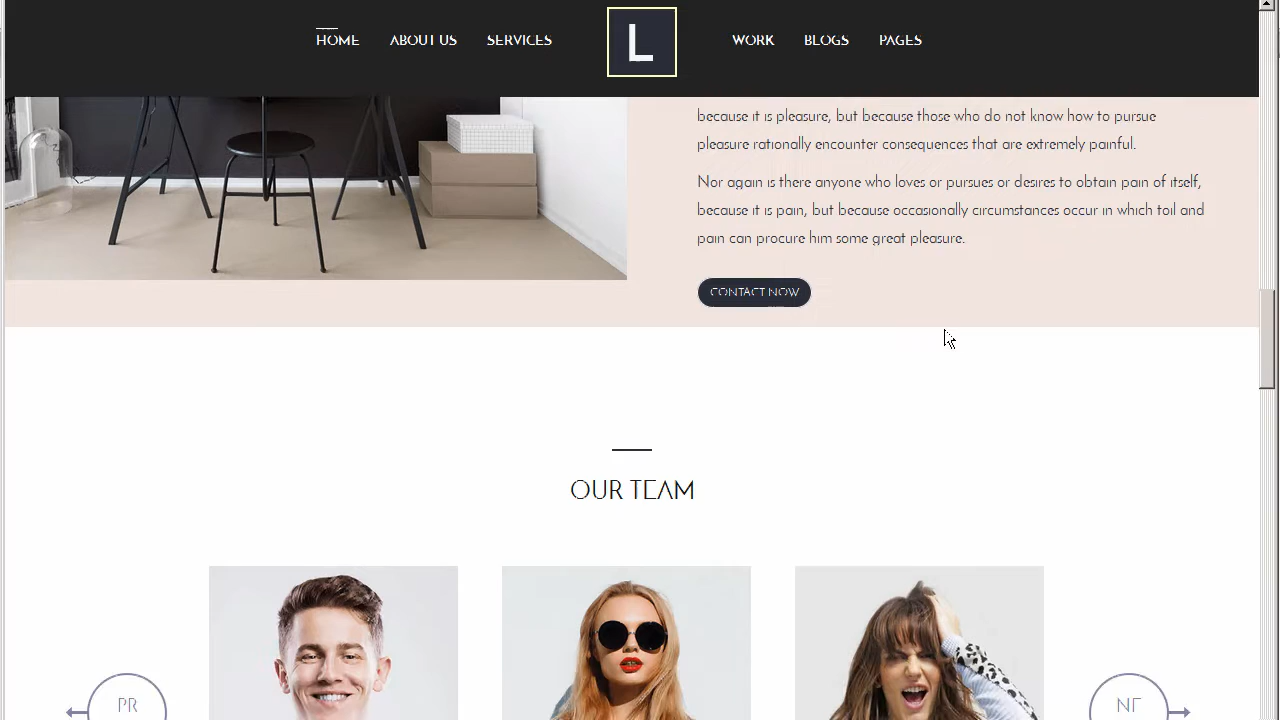 HOME ABOUT US SERVICES L WORK BLOGS PAGES
because it is pleasure, but because those who do not know how to pursue
pleasure rationally encounter consequences that are extremely painful.
Nor again is there anyone who loves or pursues or desires to obtain pain of itself,
because it is pain, but because occasionally circumstances occur in which toil and
pain can procure him some great pleasure.
CONTACT NOW
OUR TEAM
PR
NE